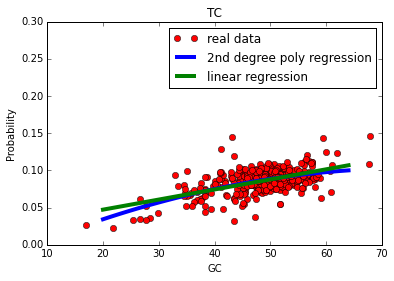 TC
0.30
0.25
0.20
0.15
0.10
0.05
0.00
Probability
real data
2nd degree poly regression
linear regression
10 20 30 40 50 60 70
GC